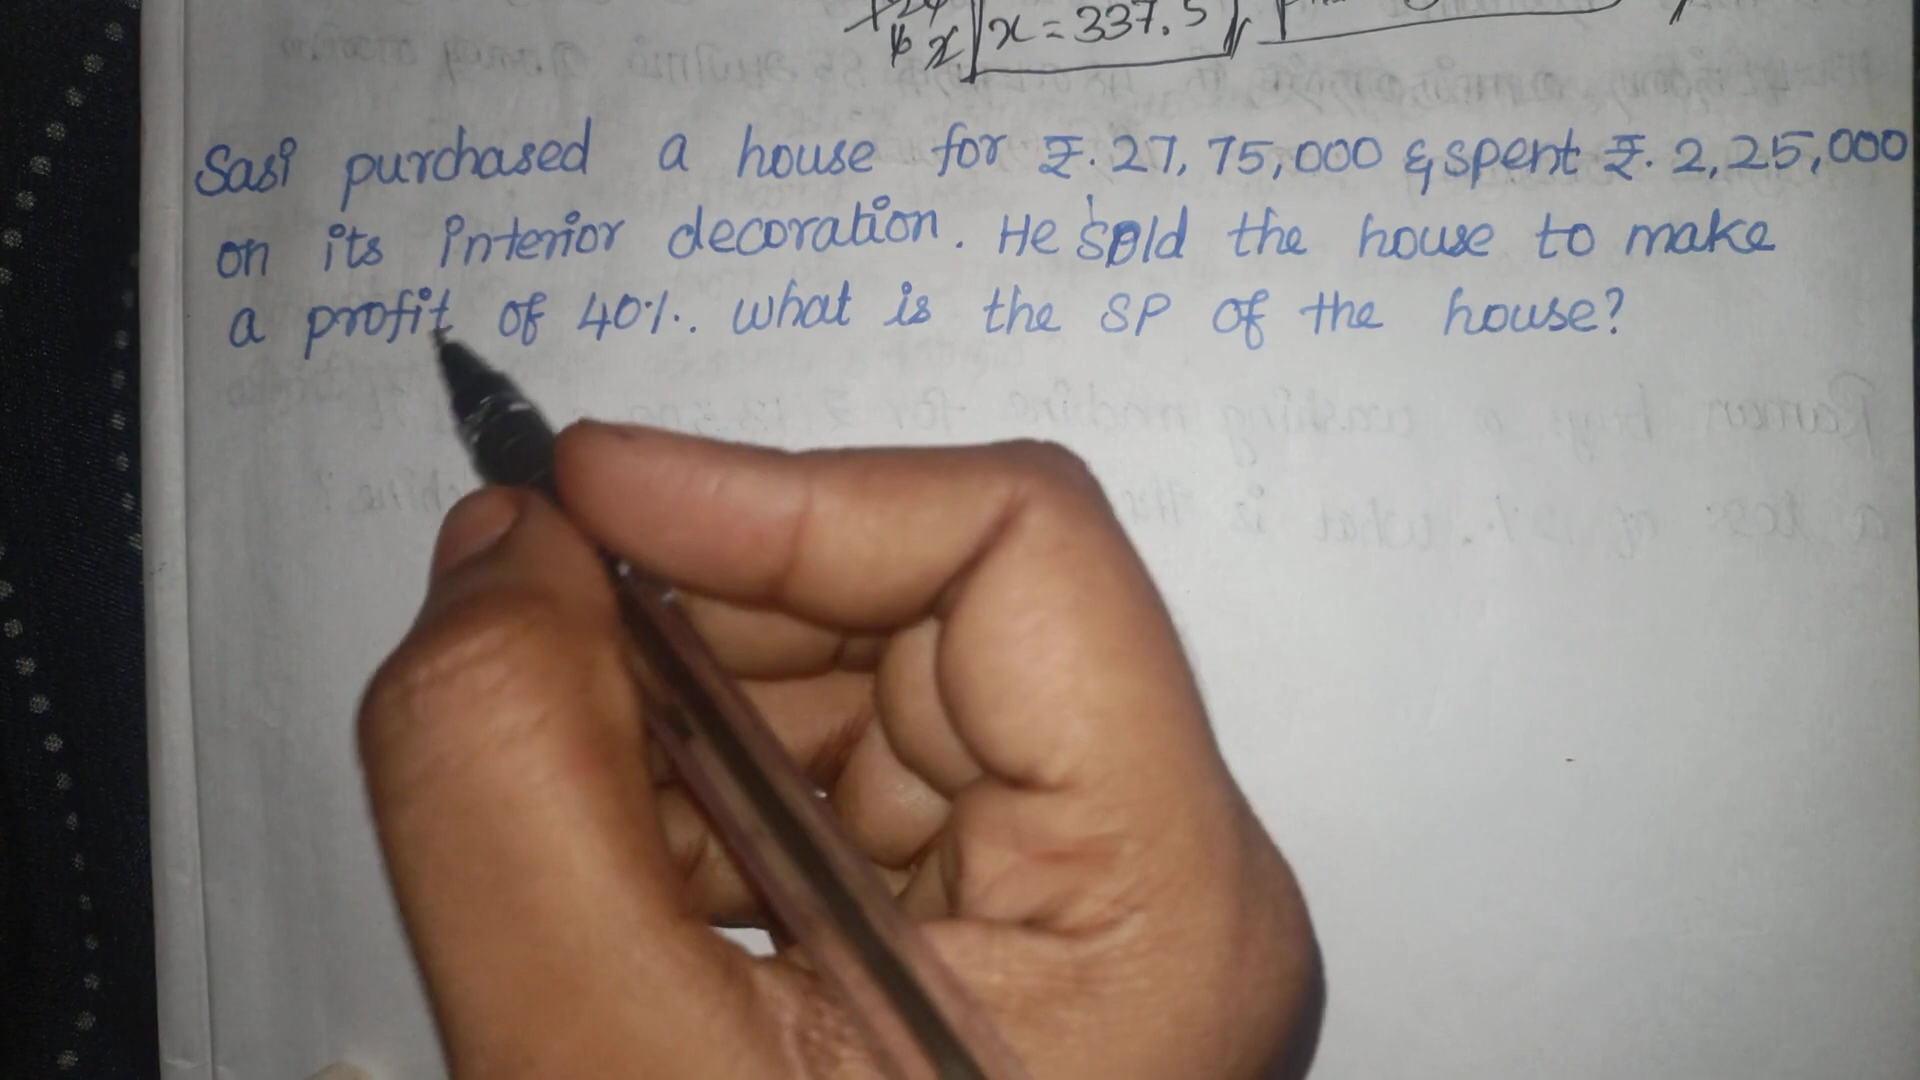 x x = 337.5
Sasi purchased a house for ₹. 27,75,000 & spent ₹. 2,25,000
on its interior decoration. He sold the house to make
a profit of 40%. what is the SP of the house?